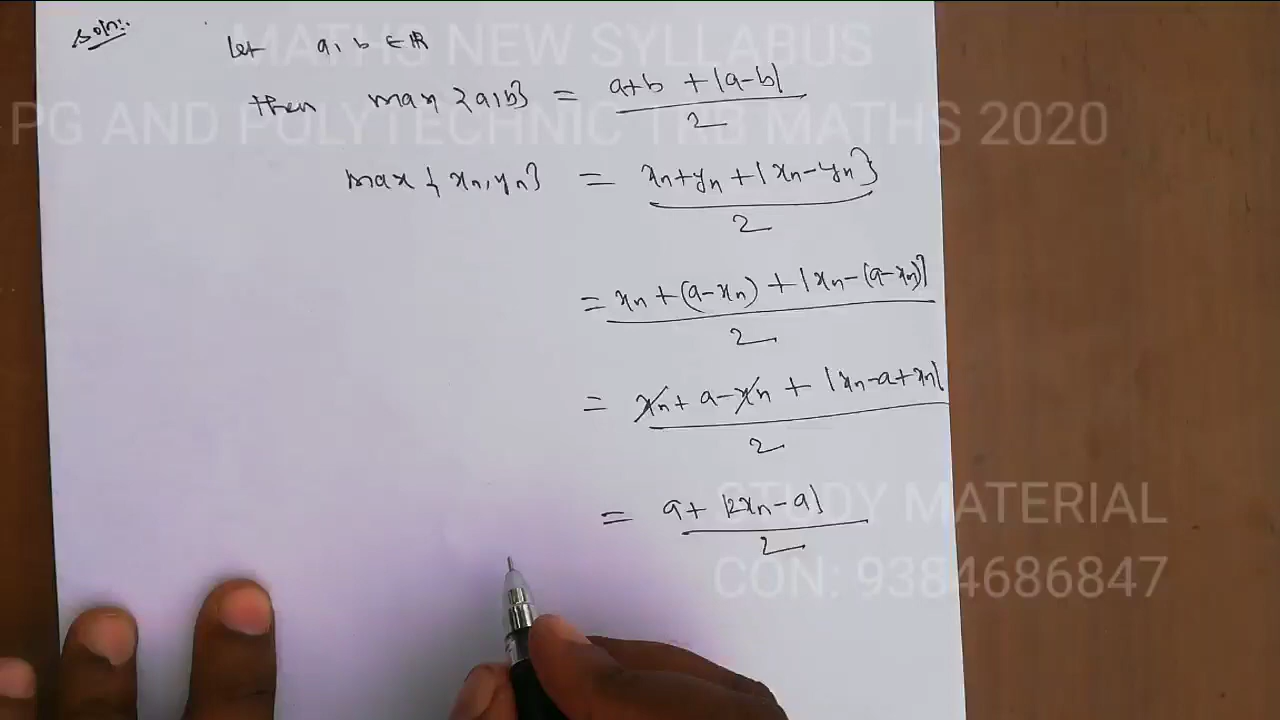 Soln:
Let a, b ∈ ℝ
then max {a, b} = a+b + |a-b| / 2
max {xn, yn} = xn+yn + |xn-yn} / 2
= xn + (a-xn) + |xn-(a-xn)| / 2
= xn + a-xn + |xn-a+xn| / 2
= a + |2xn-a| / 2
MATHS NEW SYLLABUS
PG AND POLYTECHNIC TRB MATHS 2020
STUDY MATERIAL
CON: 9384686847